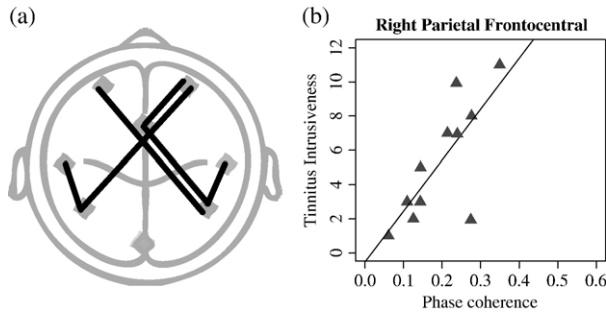 (a)
(b)
Right Parietal Frontocentral
Tinnitus Intrusiveness
12
10
8
6
4
2
0
0.0 0.1 0.2 0.3 0.4 0.5 0.6
Phase coherence